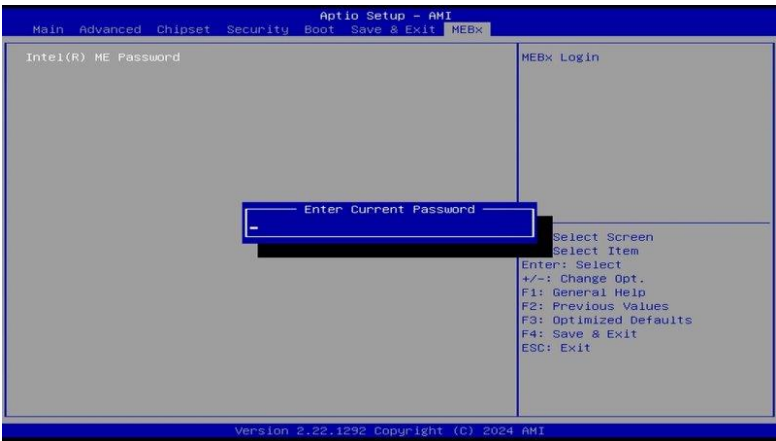 Aptio Setup – AMI
Main Advanced Chipset Security Boot Save & Exit MEBx
Intel(R) ME Password
MEBx Login
Enter Current Password
Select Screen
Select Item
Enter: Select
+/-: Change Opt.
F1: General Help
F2: Previous Values
F3: Optimized Defaults
F4: Save & Exit
ESC: Exit
Version 2.22.1292 Copyright (C) 2024 AMI